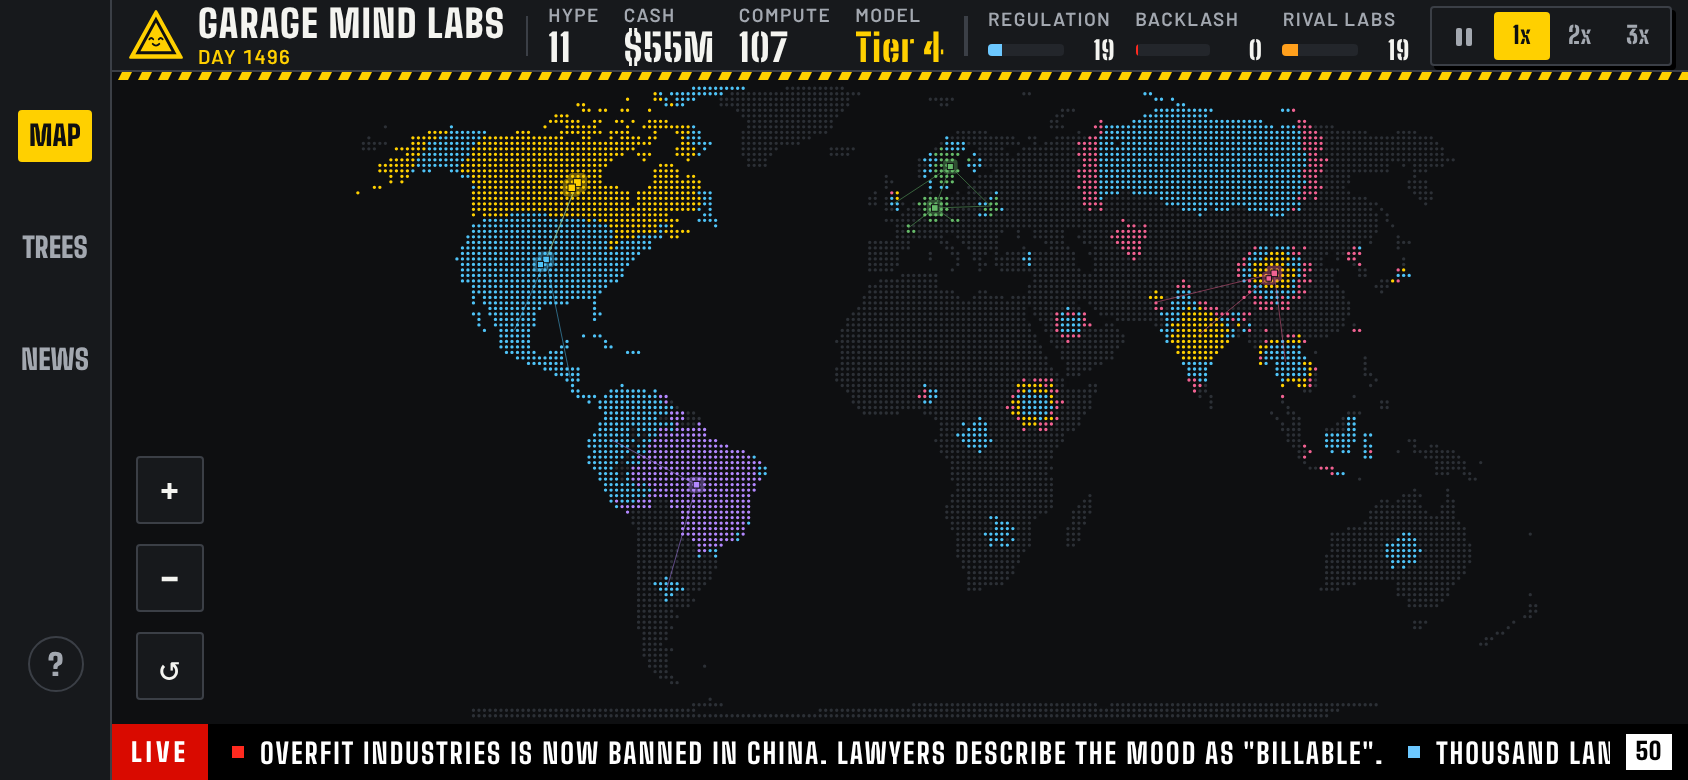 GARAGE MIND LABS
DAY 1496
HYPE
11
CASH
$55M
COMPUTE
107
MODEL
Tier 4
REGULATION
19
BACKLASH
0
RIVAL LABS
19
1x
2x
3x
MAP
TREES
NEWS
+
−
↺
?
LIVE
OVERFIT INDUSTRIES IS NOW BANNED IN CHINA. LAWYERS DESCRIBE THE MOOD AS "BILLABLE".
THOUSAND LAN
50